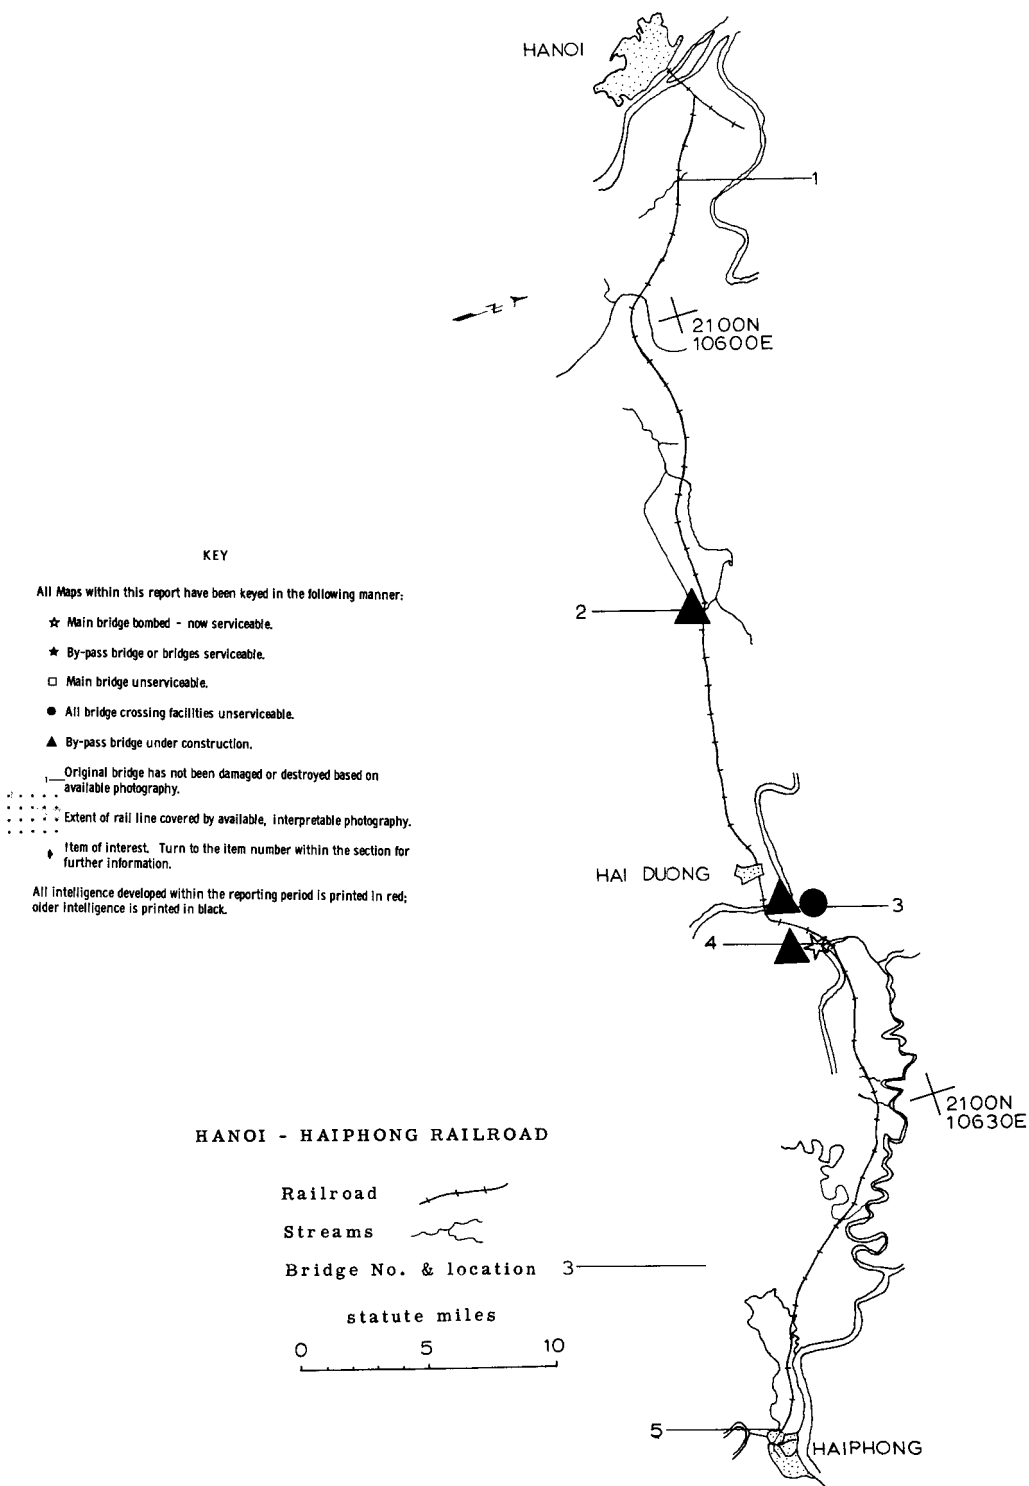 HANOI
1
N
2100N
10600E
KEY
All Maps within this report have been keyed in the following manner:
Main bridge bombed - now serviceable.
By-pass bridge or bridges serviceable.
Main bridge unserviceable.
All bridge crossing facilities unserviceable.
By-pass bridge under construction.
1 Original bridge has not been damaged or destroyed based on
available photography.
Extent of rail line covered by available, interpretable photography.
Item of interest. Turn to the item number within the section for
further information.
All intelligence developed within the reporting period is printed in red;
older intelligence is printed in black.
2
HAI DUONG
3
4
2100N
10630E
HANOI - HAIPHONG RAILROAD
Railroad
Streams
Bridge No. & location 3
statute miles
0 5 10
5
HAIPHONG